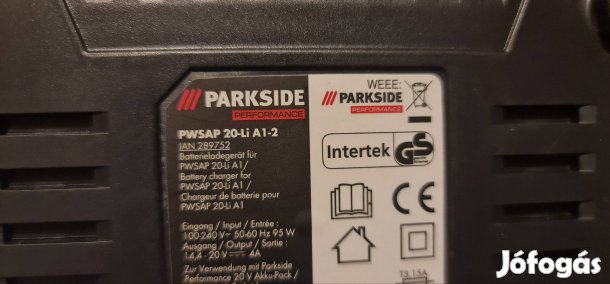 PARKSIDE
PERFORMANCE
PWSAP 20-Li A1-2
IAN 289752
Batterieladegerät für
PWSAP 20-Li A1/
Battery charger for
PWSAP 20-Li A1 /
Chargeur de batterie pour
PWSAP 20-Li A1
Eingang / Input / Entrée :
100-240 V~ 50-60 Hz 95 W
Ausgang / Output / Sortie :
14,4 - 20 V 4A
Zur Verwendung mit Parkside
Performance 20 V Akku-Pack /
WEEE:
PARKSIDE
PERFORMANCE
Intertek GS
CE
T3.15A
Jófogás